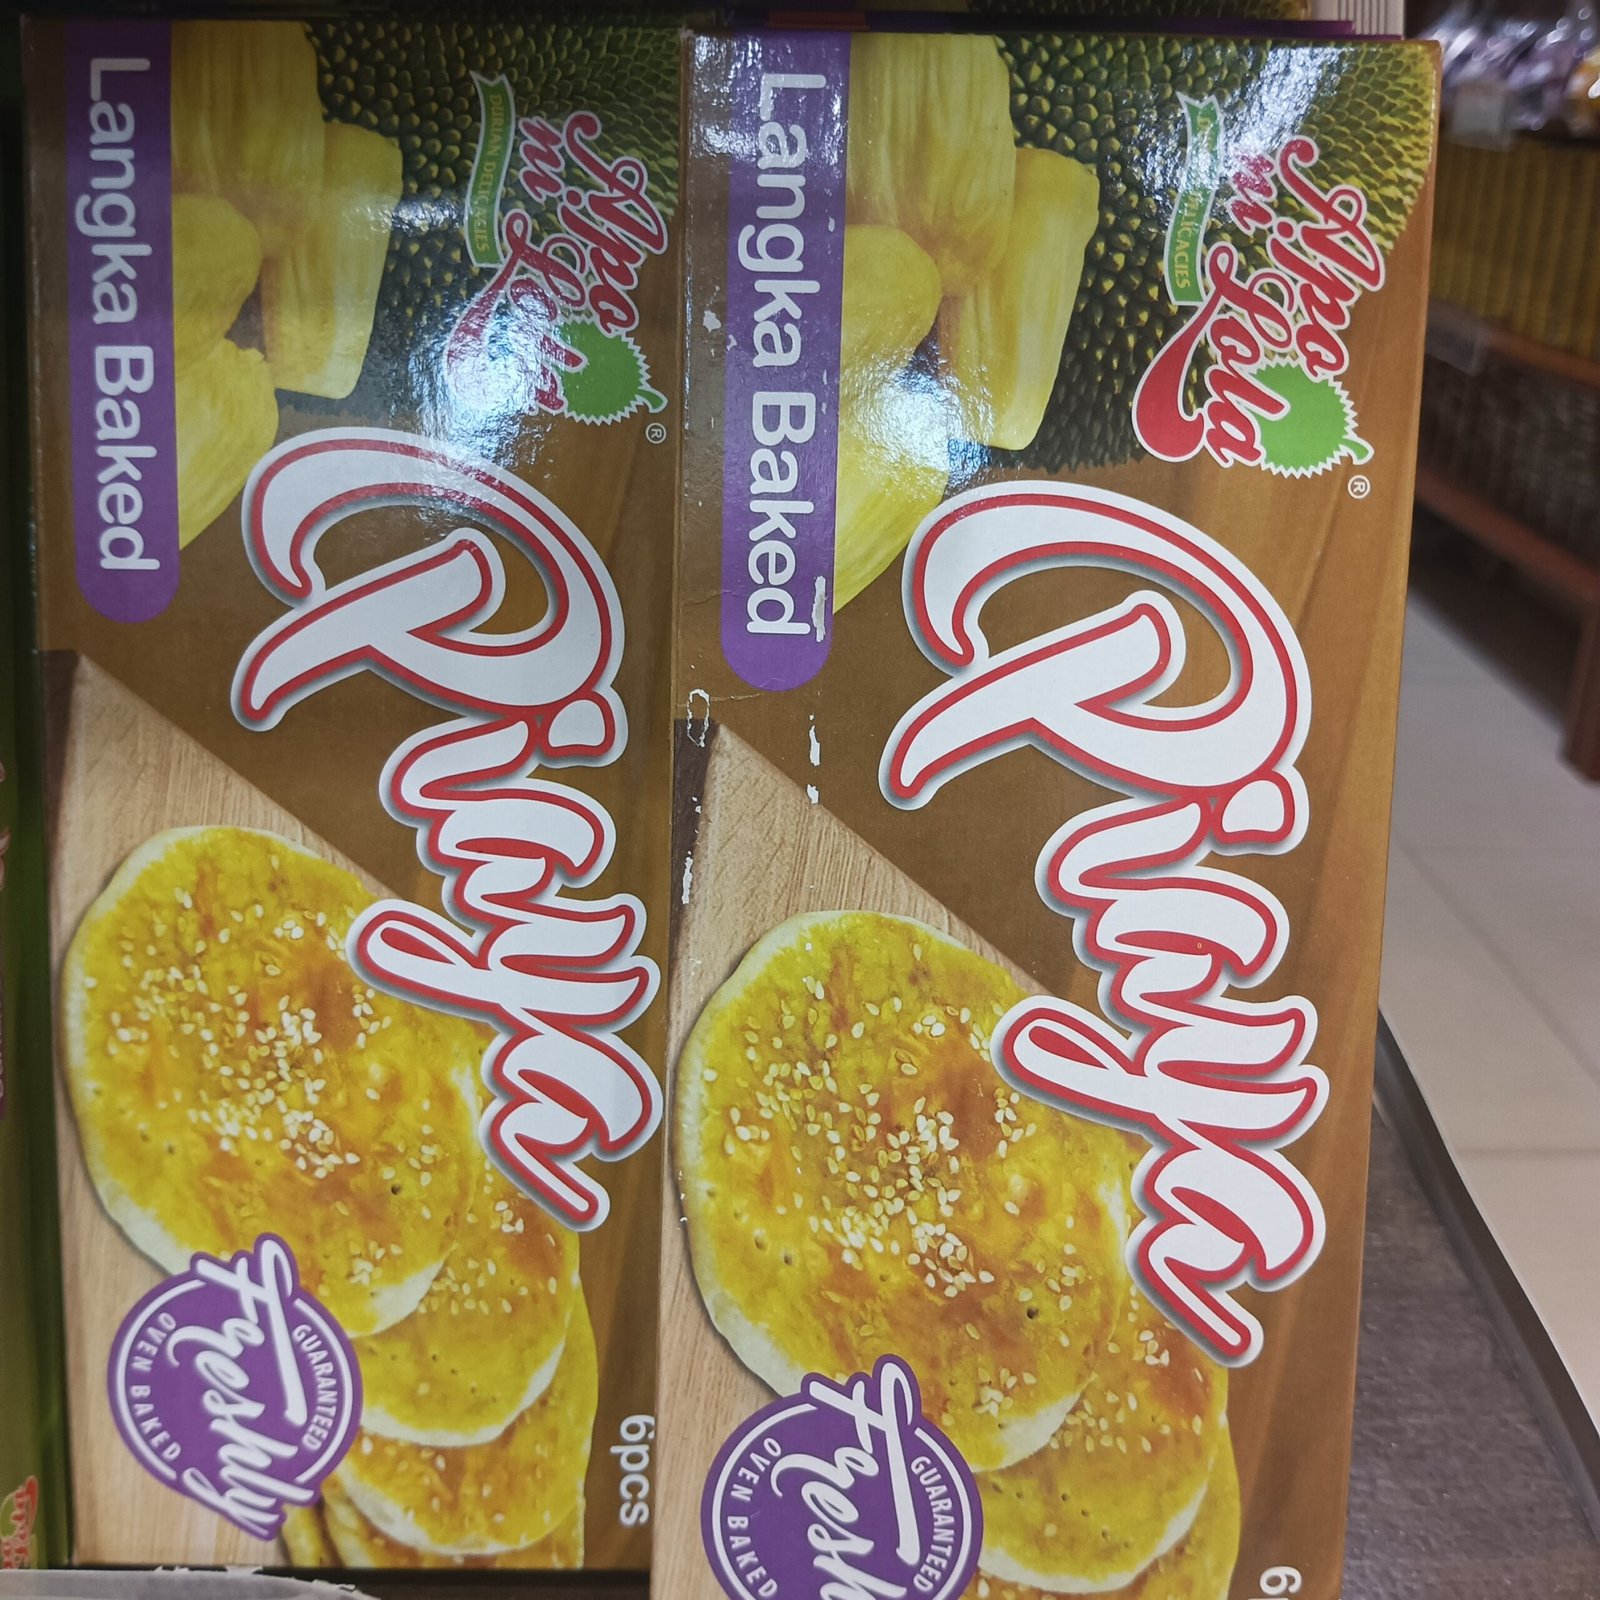 Apo
ni Lola
®
DURIAN DELICACIES
Langka Baked
Piaya
GUARANTEED
Freshly
OVEN BAKED
6pcs
Apo
ni Lola
®
DELICACIES
Langka Baked
Piaya
GUARANTEED
Fresh
OVEN BAKED